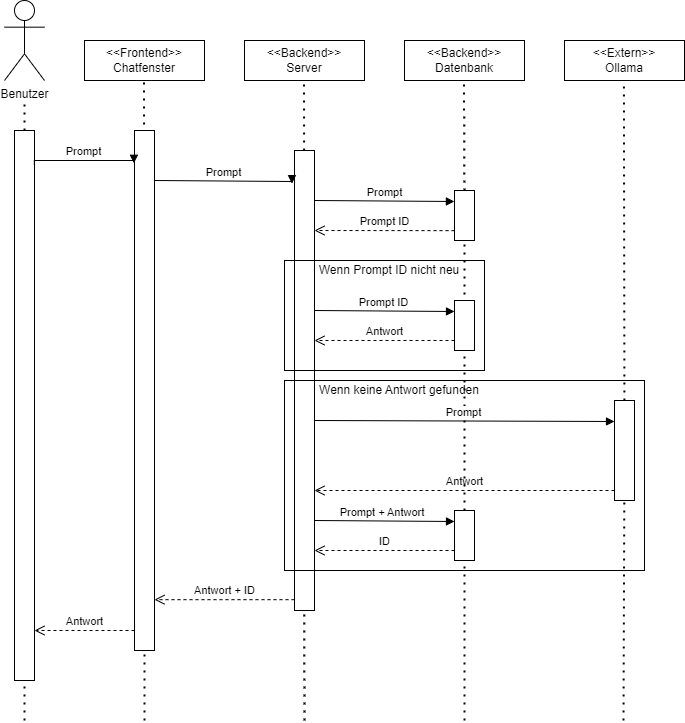 <<Frontend>>
Chatfenster
<<Backend>>
Server
<<Backend>>
Datenbank
<<Extern>>
Ollama
Benutzer
Prompt
Prompt
Prompt
Prompt ID
Wenn Prompt ID nicht neu
Prompt ID
Antwort
Wenn keine Antwort gefunden
Prompt
Antwort
Prompt + Antwort
ID
Antwort + ID
Antwort